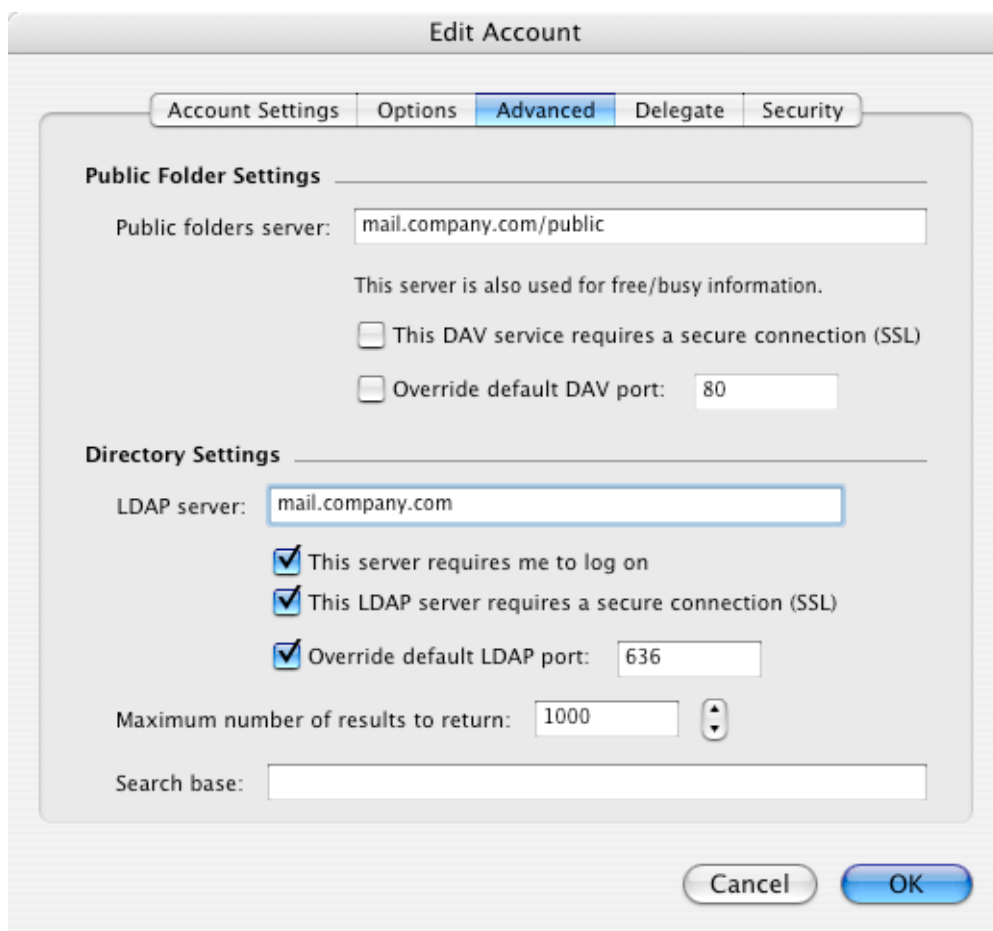 Edit Account
Account Settings Options Advanced Delegate Security
Public Folder Settings
Public folders server: mail.company.com/public
This server is also used for free/busy information.
This DAV service requires a secure connection (SSL)
Override default DAV port: 80
Directory Settings
LDAP server: mail.company.com
This server requires me to log on
This LDAP server requires a secure connection (SSL)
Override default LDAP port: 636
Maximum number of results to return: 1000
Search base:
Cancel OK